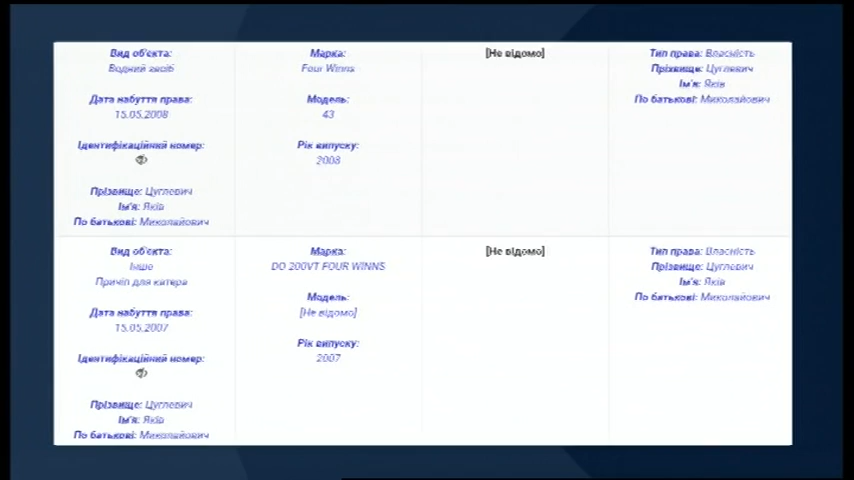 Вид об'єкта:
Водний засіб
Дата набуття права:
15.05.2008
Ідентифікаційний номер:
Прізвище: Цуглевич
Ім'я: Яків
По батькові: Миколайович
Марка:
Four Winns
Модель:
43
Рік випуску:
2008
[Не відомо]
Тип права: Власність
Прізвище: Цуглевич
Ім'я: Яків
По батькові: Миколайович
Вид об'єкта:
Інше
Причіп для катера
Дата набуття права:
15.05.2007
Ідентифікаційний номер:
Прізвище: Цуглевич
Ім'я: Яків
По батькові: Миколайович
Марка:
DO 200VT FOUR WINNS
Модель:
[Не відомо]
Рік випуску:
2007
[Не відомо]
Тип права: Власність
Прізвище: Цуглевич
Ім'я: Яків
По батькові: Миколайович